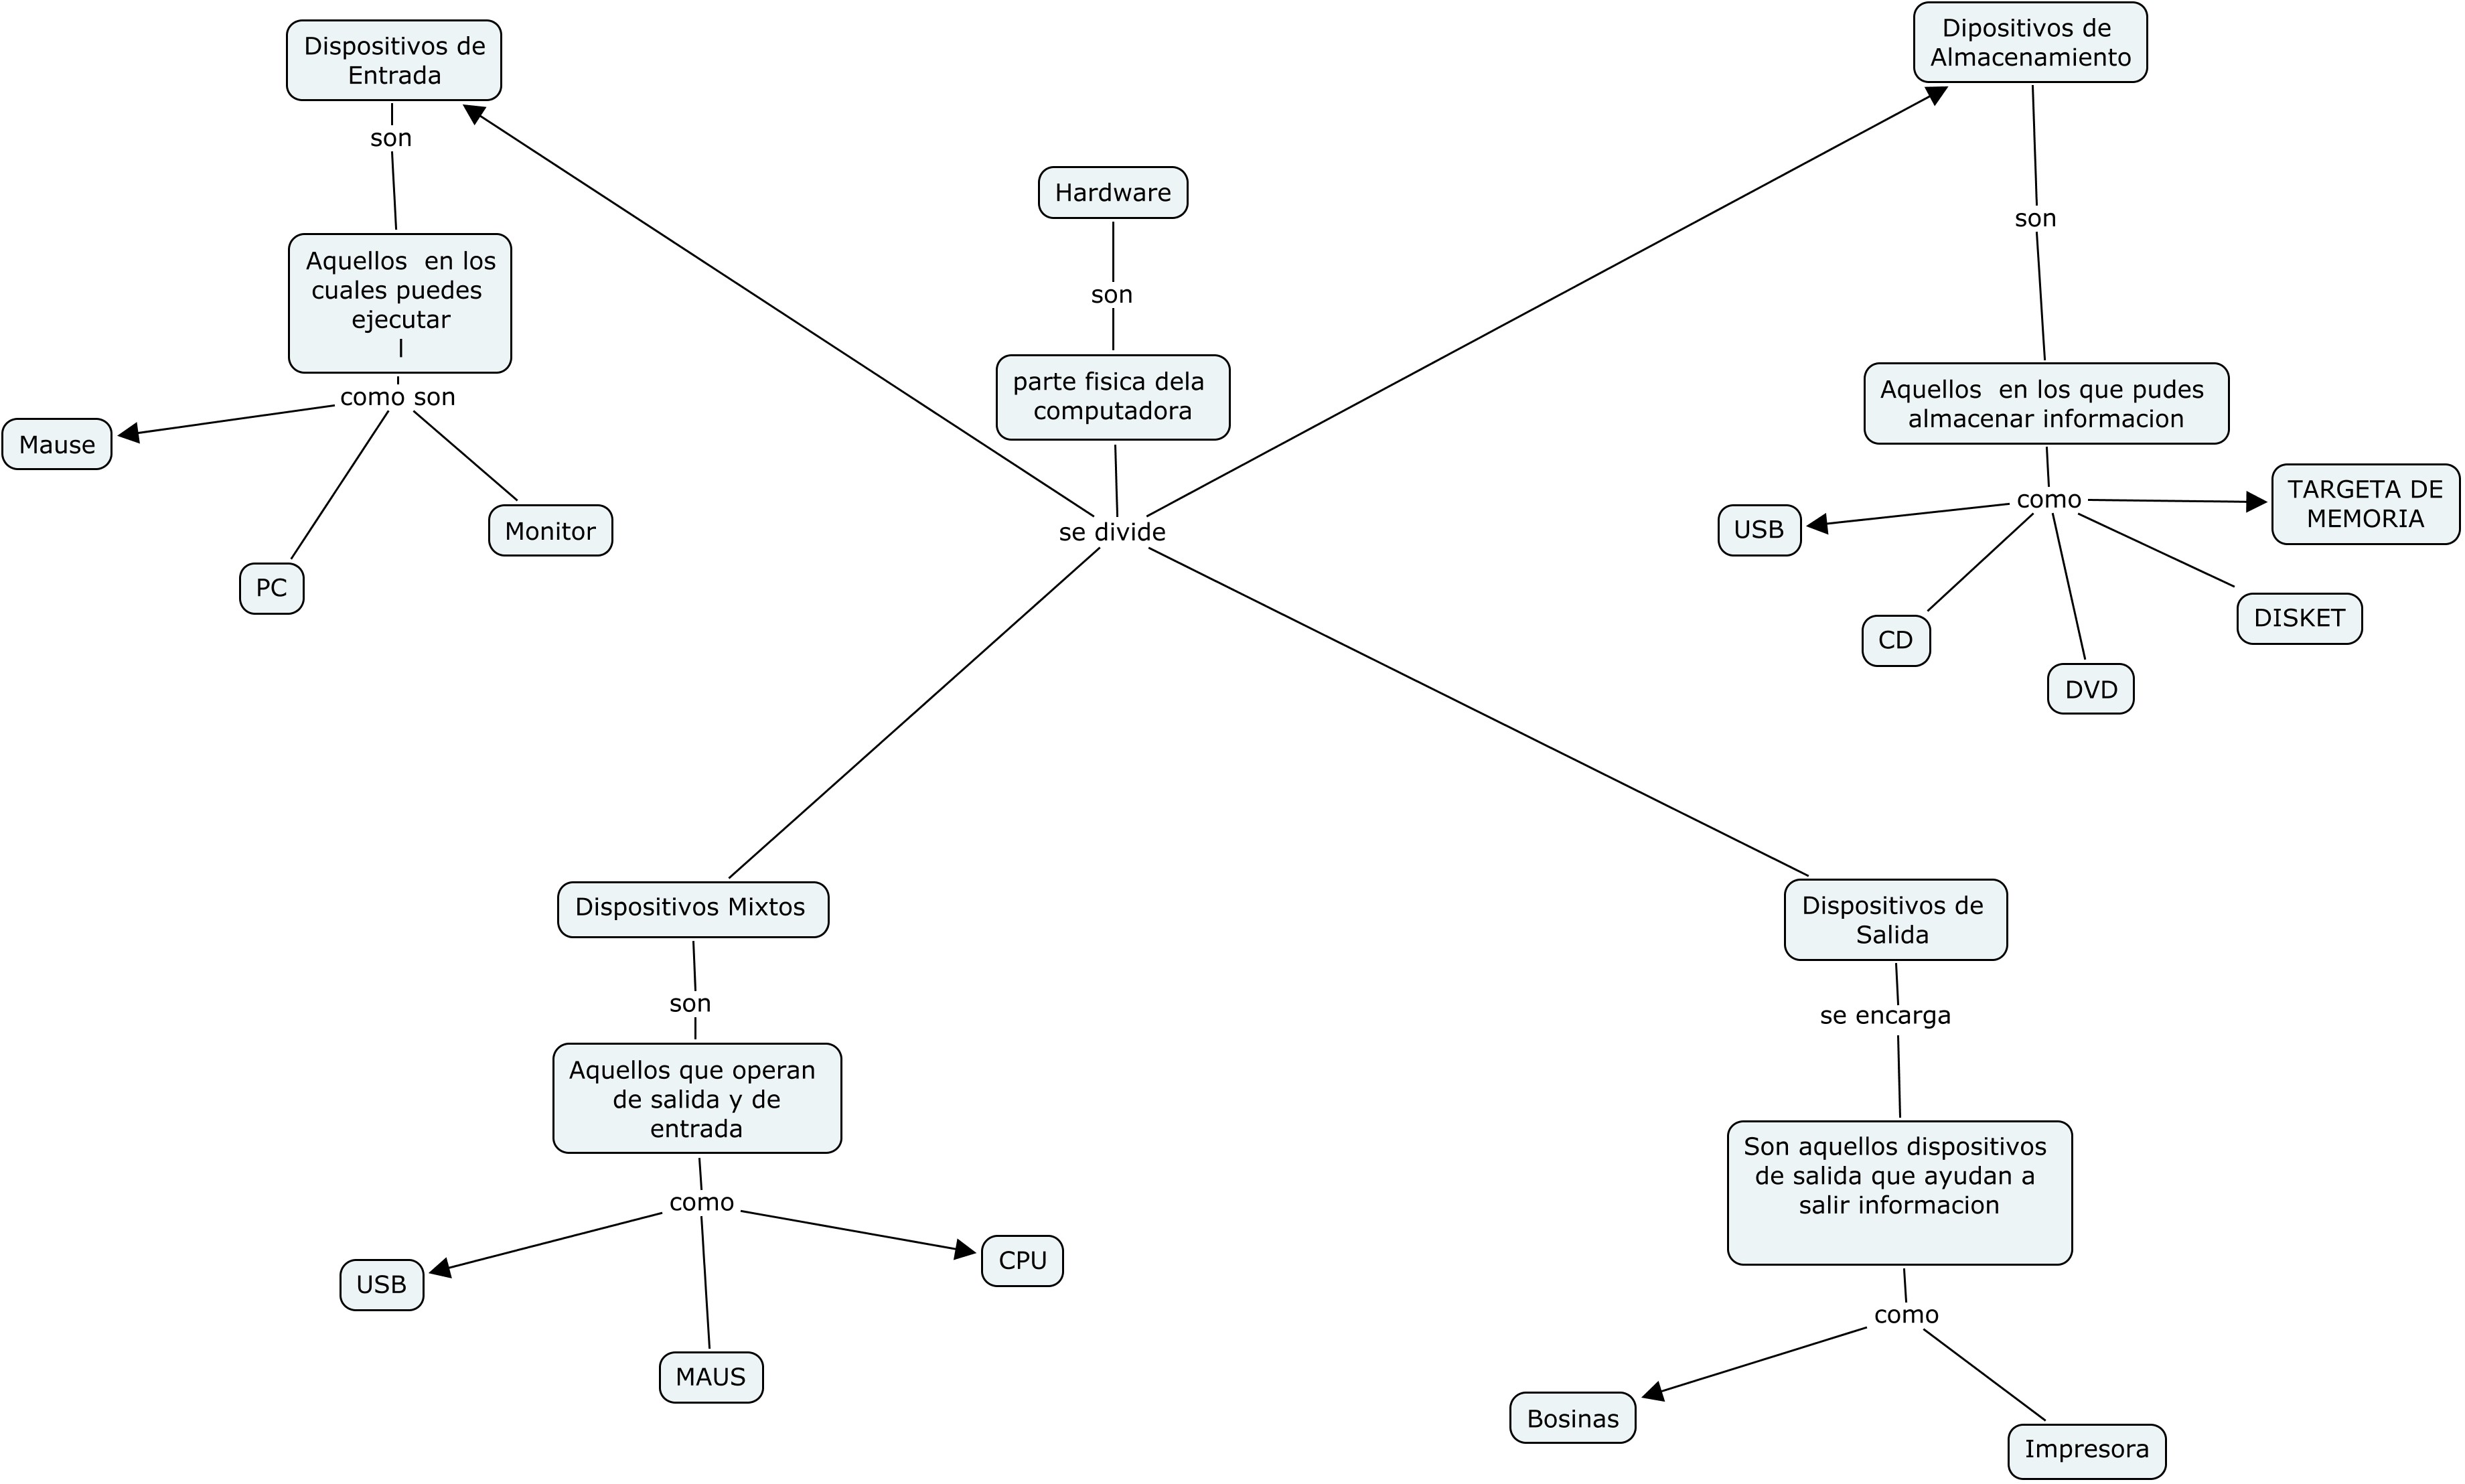 Dispositivos de
Entrada
son
Aquellos  en los
cuales puedes
ejecutar
l
como son
Mause
PC
Monitor
Hardware
son
parte fisica dela
computadora
se divide
Dipositivos de
Almacenamiento
son
Aquellos  en los que pudes
almacenar informacion
como
USB
CD
DVD
DISKET
TARGETA DE
MEMORIA
Dispositivos Mixtos
son
Aquellos que operan
de salida y de
entrada
como
USB
MAUS
CPU
Dispositivos de
Salida
se encarga
Son aquellos dispositivos
de salida que ayudan a
salir informacion
como
Bosinas
Impresora